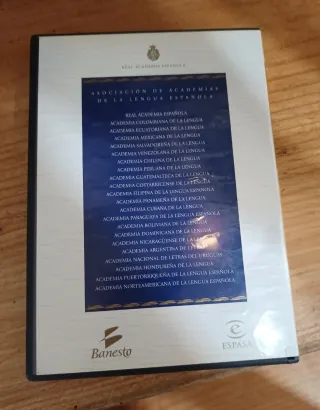 REAL ACADEMIA ESPAÑOLA
ASOCIACIÓN DE ACADEMIAS
DE LA LENGUA ESPAÑOLA
REAL ACADEMIA ESPAÑOLA
ACADEMIA COLOMBIANA DE LA LENGUA
ACADEMIA ECUATORIANA DE LA LENGUA
ACADEMIA MEXICANA DE LA LENGUA
ACADEMIA SALVADOREÑA DE LA LENGUA
ACADEMIA VENEZOLANA DE LA LENGUA
ACADEMIA CHILENA DE LA LENGUA
ACADEMIA PERUANA DE LA LENGUA
ACADEMIA GUATEMALTECA DE LA LENGUA
ACADEMIA COSTARRICENSE DE LA LENGUA
ACADEMIA FILIPINA DE LA LENGUA ESPAÑOLA
ACADEMIA PANAMEÑA DE LA LENGUA
ACADEMIA CUBANA DE LA LENGUA
ACADEMIA PARAGUAYA DE LA LENGUA ESPAÑOLA
ACADEMIA BOLIVIANA DE LA LENGUA
ACADEMIA DOMINICANA DE LA LENGUA
ACADEMIA NICARAGÜENSE DE LA LENGUA
ACADEMIA ARGENTINA DE LETRAS
ACADEMIA NACIONAL DE LETRAS DEL URUGUAY
ACADEMIA HONDUREÑA DE LA LENGUA
ACADEMIA PUERTORRIQUEÑA DE LA LENGUA ESPAÑOLA
ACADEMIA NORTEAMERICANA DE LA LENGUA ESPAÑOLA
Banesto
ESPASA